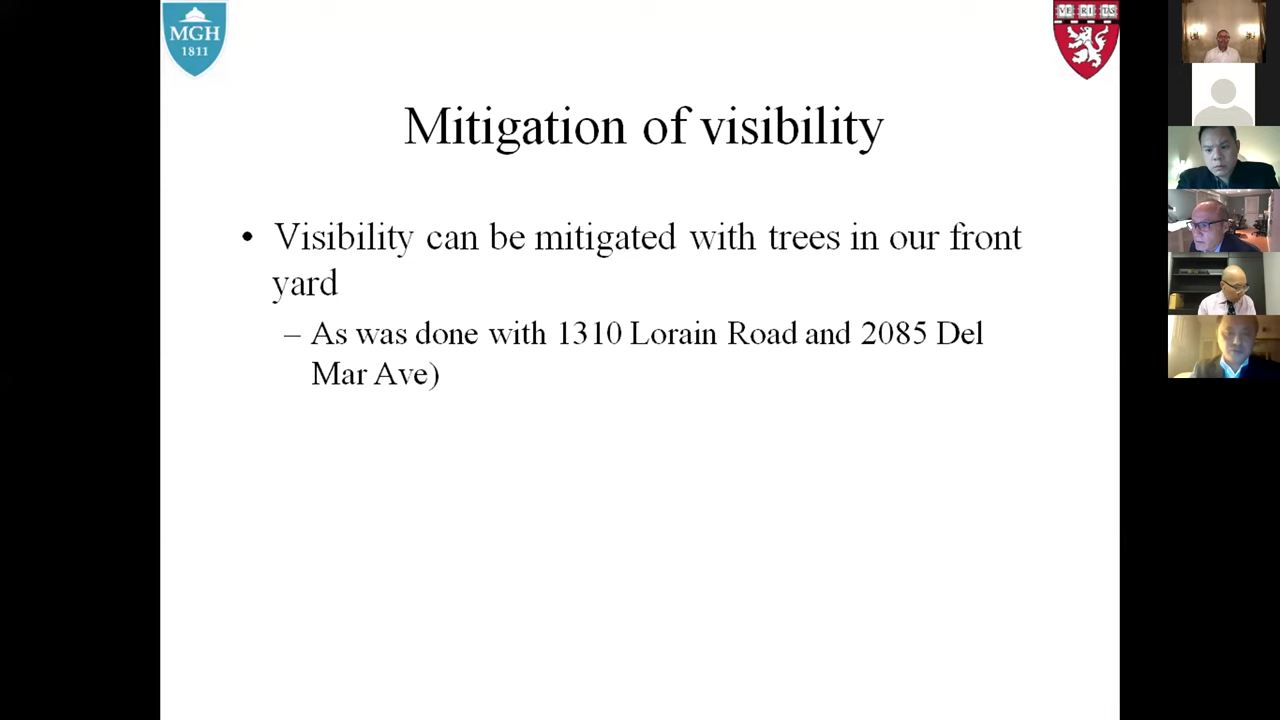 MGH
1811
VE RI TAS
Mitigation of visibility
• Visibility can be mitigated with trees in our front
yard
– As was done with 1310 Lorain Road and 2085 Del
Mar Ave)